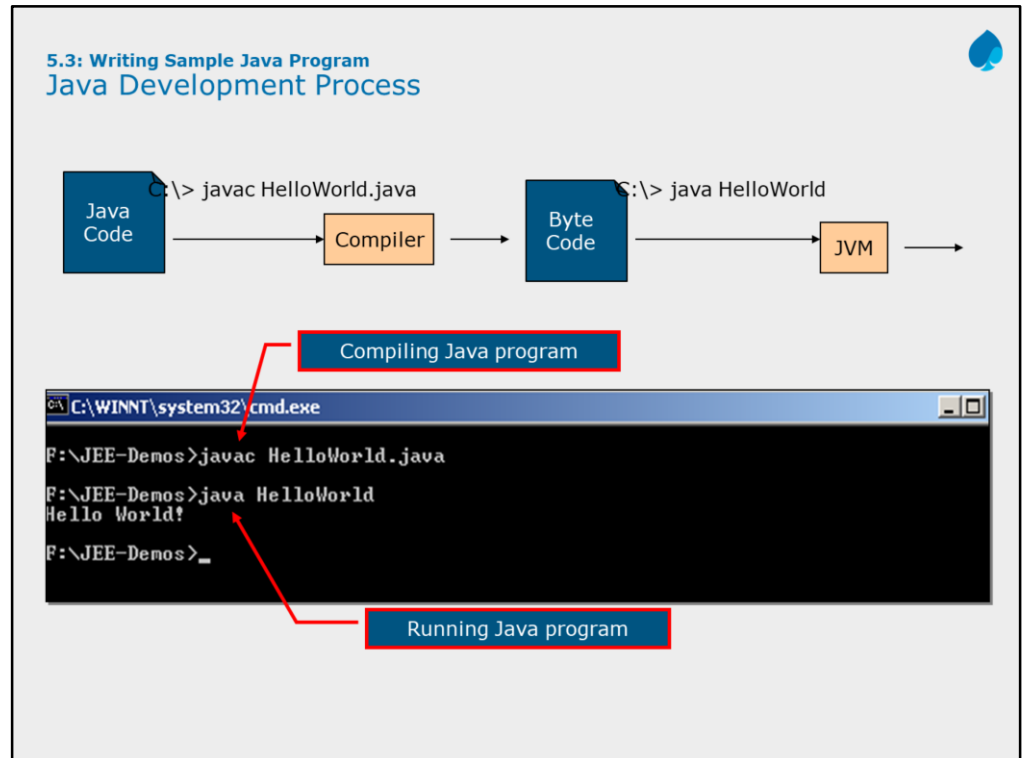 5.3: Writing Sample Java Program
Java Development Process
C:\> javac HelloWorld.java
C:\> java HelloWorld
Java
Code
Compiler
Byte
Code
JVM
Compiling Java program
C:\WINNT\system32\cmd.exe
F:\JEE-Demos>javac HelloWorld.java
F:\JEE-Demos>java HelloWorld
Hello World!
F:\JEE-Demos>_
Running Java program